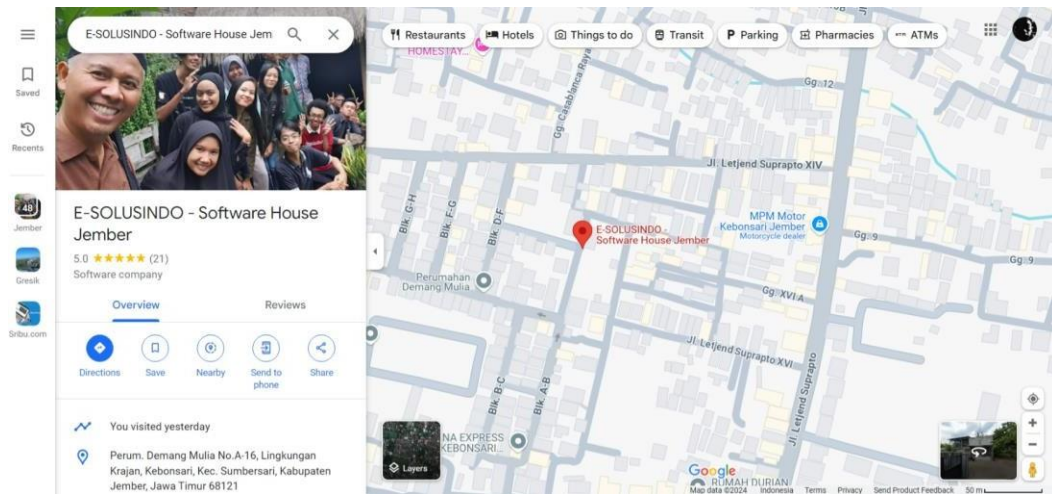 E-SOLUSINDO - Software House Jem
Saved
Recents
48
Jember
Gresik
Sribu.com
E-SOLUSINDO - Software House
Jember
5.0 ★★★★★ (21)
Software company
Overview Reviews
Directions Save Nearby Send to phone Share
You visited yesterday
Perum. Demang Mulia No.A-16, Lingkungan
Krajan, Kebonsari, Kec. Sumbersari, Kabupaten
Jember, Jawa Timur 68121
Restaurants Hotels Things to do Transit P Parking Pharmacies ATM ATMs
HOMESTAY...
Gg. Casablanca Raya
Gg. 12
Jl. Letjend Suprapto XIV
Blk. G-H
Blk. F-G
Blk. D-F
E-SOLUSINDO -
Software House Jember
MPM Motor
Kebonsari Jember
Motorcycle dealer
Gg. 9
Gg. 9
Perumahan
Demang Mulia
Gg. XVI A
Jl. Letjend Suprapto XVI
Jl. Letjend Suprapto
Blk. B-C
Blk. A-B
NA EXPRESS
KEBONSARI...
Layers
Google
RUMAH DURIAN
Map data ©2024 Indonesia Terms Privacy Send Product Feedback 50 m